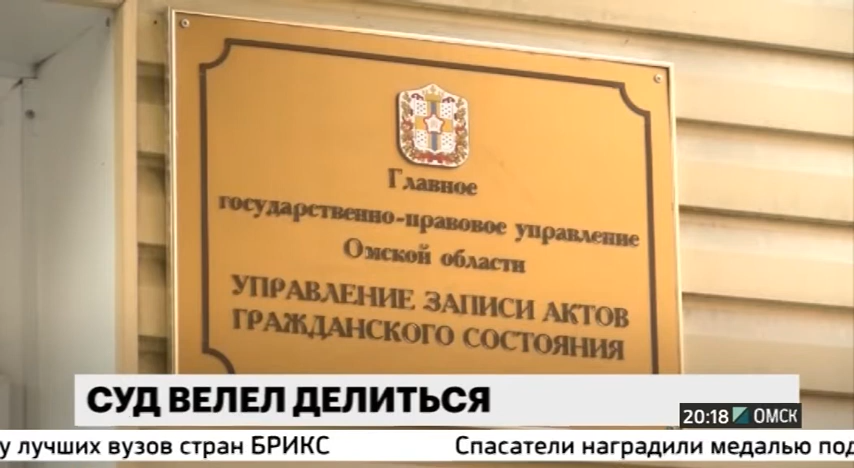 Главное
государственно-правовое управление
Омской области
УПРАВЛЕНИЕ ЗАПИСИ АКТОВ
ГРАЖДАНСКОГО СОСТОЯНИЯ
СУД ВЕЛЕЛ ДЕЛИТЬСЯ
20:18 ОМСК
у лучших вузов стран БРИКС Спасатели наградили медалью под